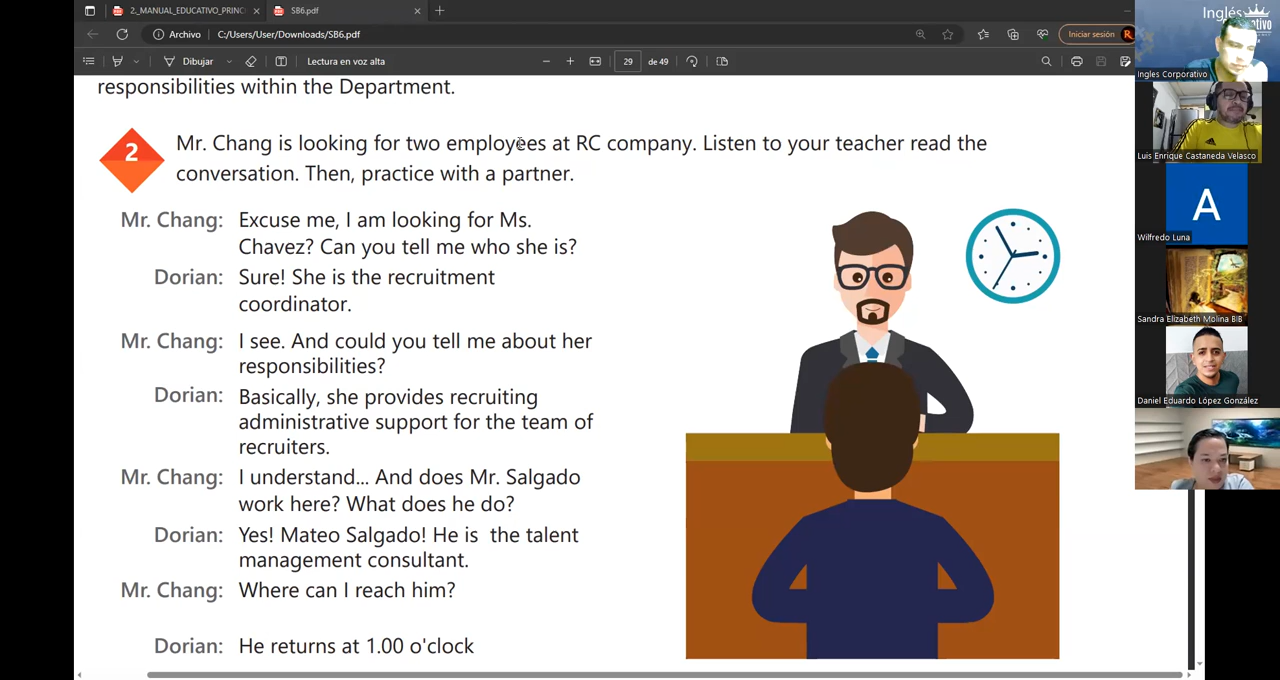 2._MANUAL_EDUCATIVO_PRINC
SB6.pdf
Archivo
C:/Users/User/Downloads/SB6.pdf
Iniciar sesión
Dibujar
Lectura en voz alta
29
de 49
responsibilities within the Department.
2
Mr. Chang is looking for two employees at RC company. Listen to your teacher read the
conversation. Then, practice with a partner.
Mr. Chang: Excuse me, I am looking for Ms.
Chavez? Can you tell me who she is?
Dorian: Sure! She is the recruitment
coordinator.
Mr. Chang: I see. And could you tell me about her
responsibilities?
Dorian: Basically, she provides recruiting
administrative support for the team of
recruiters.
Mr. Chang: I understand... And does Mr. Salgado
work here? What does he do?
Dorian: Yes! Mateo Salgado! He is the talent
management consultant.
Mr. Chang: Where can I reach him?
Dorian: He returns at 1.00 o'clock
Inglés
Ingles Corporativo
Luis Enrique Castaneda Velasco
A
Wilfredo Luna
Sandra Elizabeth Molina BIB
Daniel Eduardo López González